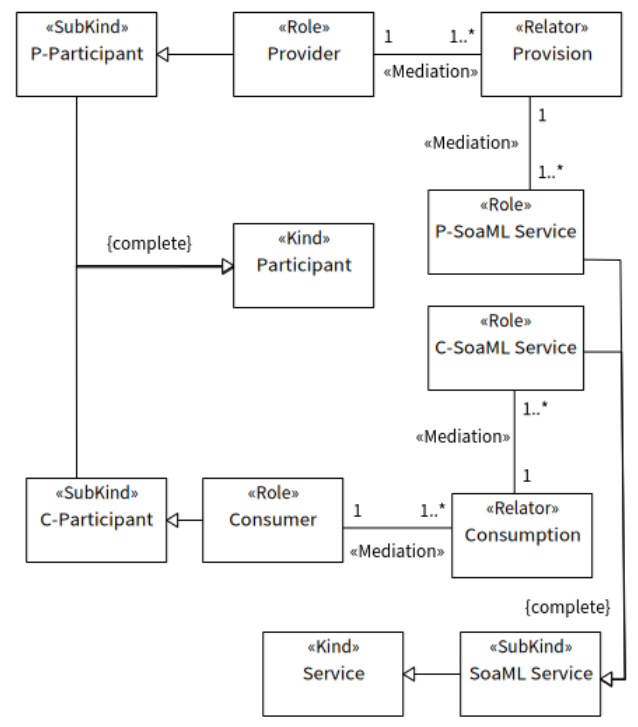 «SubKind»
P-Participant
«Role»
Provider
1
1..*
«Mediation»
«Relator»
Provision
1
«Mediation»
1..*
«Role»
P-SoaML Service
{complete}
«Kind»
Participant
«Role»
C-SoaML Service
1..*
«Mediation»
1
«SubKind»
C-Participant
«Role»
Consumer
1
1..*
«Mediation»
«Relator»
Consumption
{complete}
«Kind»
Service
«SubKind»
SoaML Service